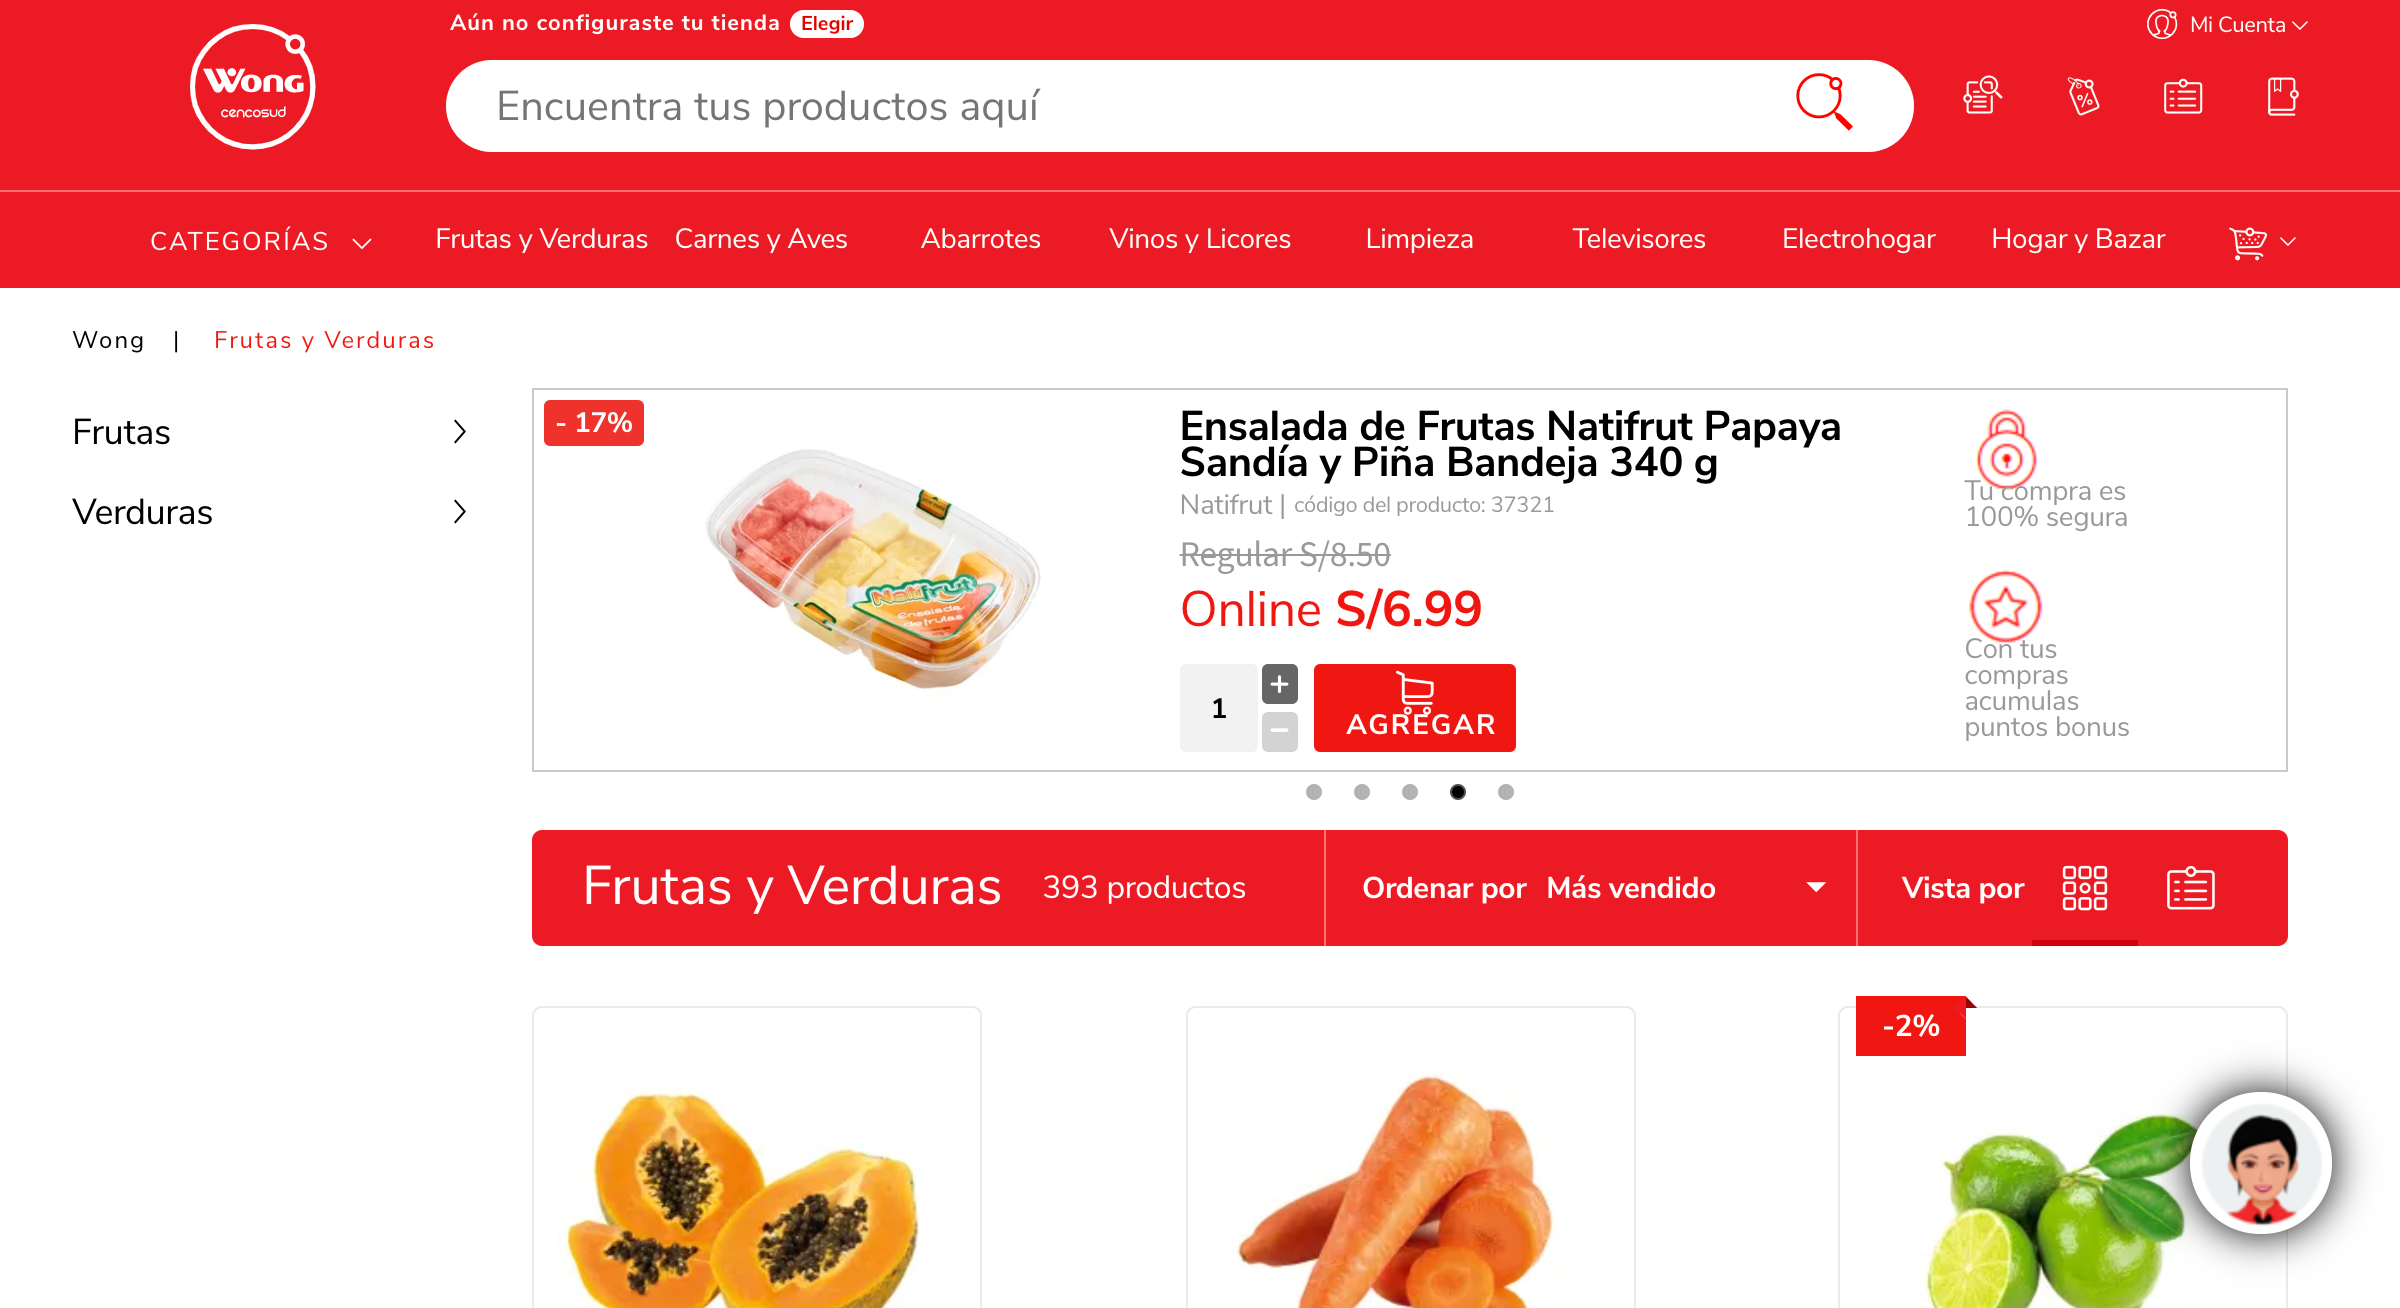 Aún no configuraste tu tienda Elegir
Mi Cuenta
Wong
cencosud
Encuentra tus productos aquí
CATEGORÍAS Frutas y Verduras Carnes y Aves Abarrotes Vinos y Licores Limpieza Televisores Electrohogar Hogar y Bazar
Wong | Frutas y Verduras
Frutas
Verduras
- 17%
Natifrut
Ensalada
de frutas
Ensalada de Frutas Natifrut Papaya
Sandía y Piña Bandeja 340 g
Natifrut | código del producto: 37321
Regular S/8.50
Online S/6.99
1
+
−
AGREGAR
Tu compra es
100% segura
Con tus
compras
acumulas
puntos bonus
Frutas y Verduras 393 productos
Ordenar por Más vendido
Vista por
-2%